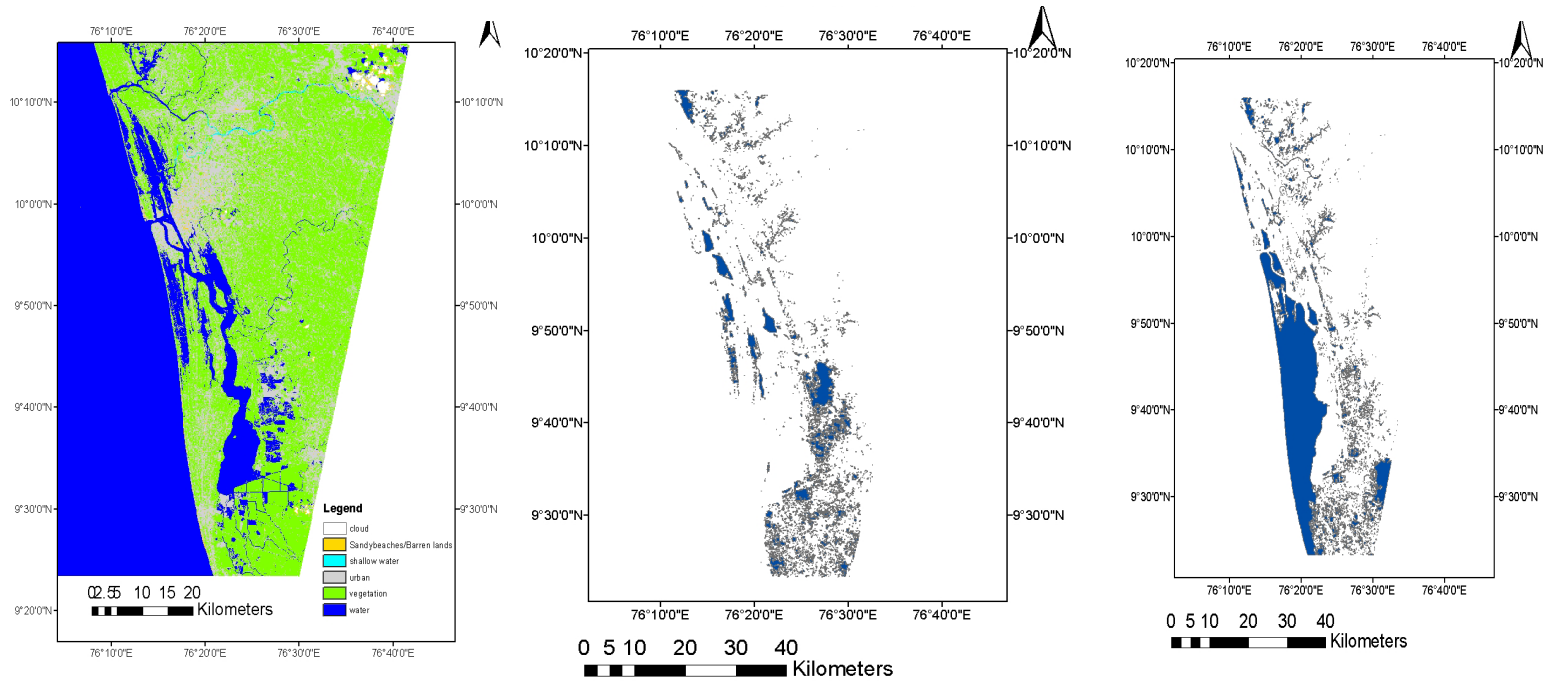 76°10'0"E 76°20'0"E 76°30'0"E 76°40'0"E
10°10'0"N 10°10'0"N
10°0'0"N 10°0'0"N
9°50'0"N 9°50'0"N
9°40'0"N 9°40'0"N
9°30'0"N 9°30'0"N
9°20'0"N
Legend
cloud
Sandybeaches/Barren lands
shallow water
urban
vegetation
water
02.55 10 15 20
Kilometers
76°10'0"E 76°20'0"E 76°30'0"E 76°40'0"E
76°10'0"E 76°20'0"E 76°30'0"E 76°40'0"E
10°20'0"N 10°20'0"N
10°10'0"N 10°10'0"N
10°0'0"N 10°0'0"N
9°50'0"N 9°50'0"N
9°40'0"N 9°40'0"N
9°30'0"N 9°30'0"N
76°10'0"E 76°20'0"E 76°30'0"E 76°40'0"E
0 5 10 20 30 40
Kilometers
76°10'0"E 76°20'0"E 76°30'0"E 76°40'0"E
10°20'0"N 10°20'0"N
10°10'0"N 10°10'0"N
10°0'0"N 10°0'0"N
9°50'0"N 9°50'0"N
9°40'0"N 9°40'0"N
9°30'0"N 9°30'0"N
76°10'0"E 76°20'0"E 76°30'0"E 76°40'0"E
0 5 10 20 30 40
Kilometers